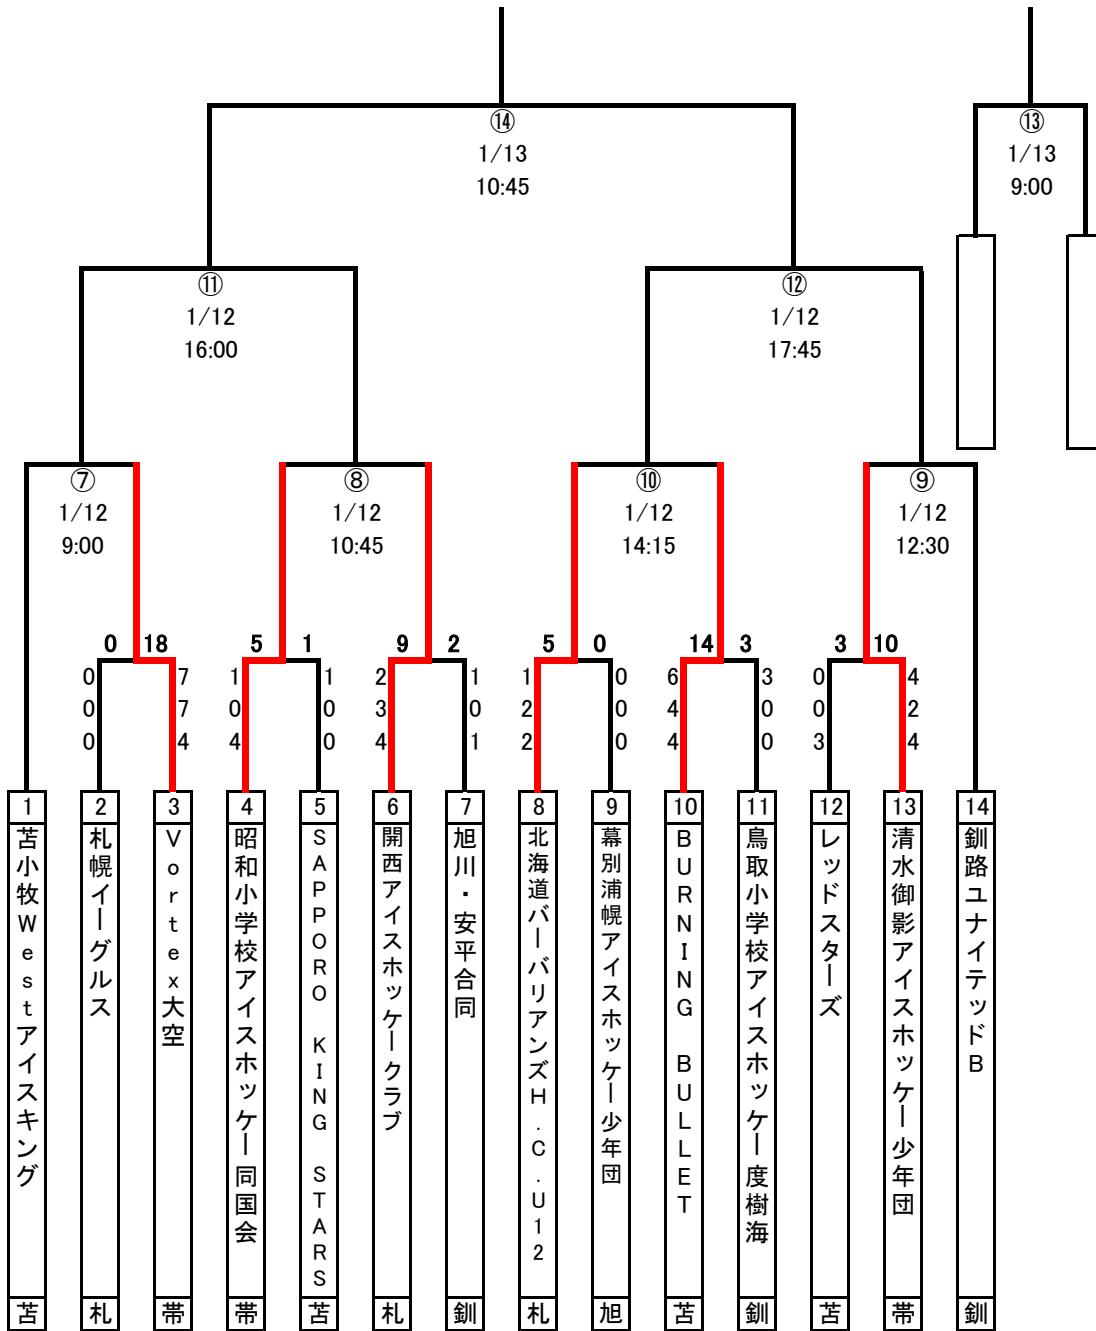 ⑭
1/13
10:45
⑬
1/13
9:00
⑪
1/12
16:00
⑫
1/12
17:45
⑦
1/12
9:00
⑧
1/12
10:45
⑩
1/12
14:15
⑨
1/12
12:30
0 18 5 1 9 2 5 0 14 3 3 10
0 7 1 1 2 1 1 0 6 3 0 4
0 7 0 0 3 0 2 0 4 0 0 2
0 4 4 0 4 1 2 0 4 0 3 4
1 2 3 4 5 6 7 8 9 10 11 12 13 14
苫小牧Westアイスキング
札幌イーグルス
Vortex大空
昭和小学校アイスホッケー同国会
SAPPORO KING STARS
開西アイスホッケークラブ
旭川・安平合同
北海道バーバリアンズH.C.U12
幕別浦幌アイスホッケー少年団
BURNING BULLET
鳥取小学校アイスホッケー度樹海
レッドスターズ
清水御影アイスホッケー少年団
釧路ユナイテッドB
苫 札 帯 帯 苫 札 釧 札 旭 苫 釧 苫 帯 釧